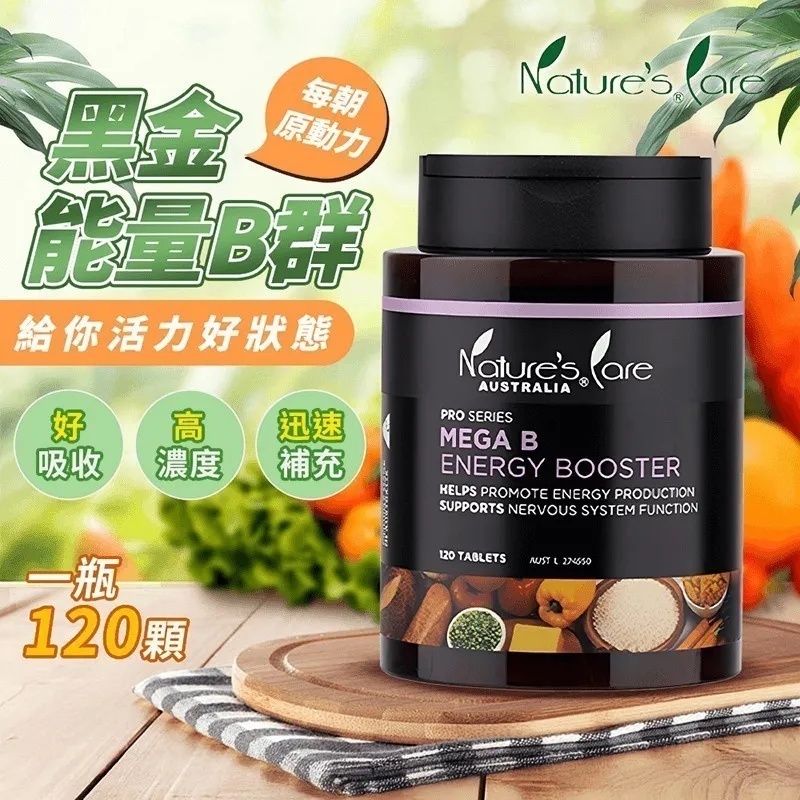 Nature's Care®
每朝
原動力
黑金
能量B群
給你活力好狀態
好
吸收
高
濃度
迅速
補充
一瓶
120顆
Nature's Care®
AUSTRALIA
PRO SERIES
MEGA B
ENERGY BOOSTER
HELPS PROMOTE ENERGY PRODUCTION
SUPPORTS NERVOUS SYSTEM FUNCTION
120 TABLETS
AUST L